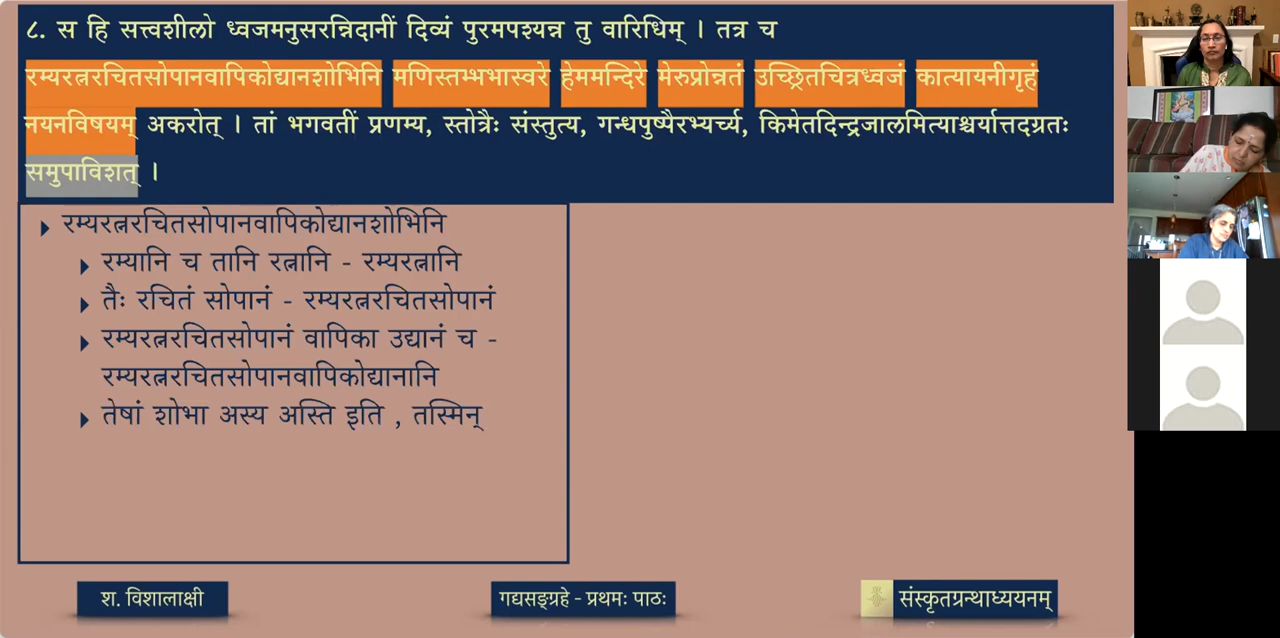 ८. स हि सत्त्वशीलो ध्वजमनुसरन्निदानीं दिव्यं पुरमपश्यन्न तु वारिधिम् । तत्र च
रम्यरत्नरचितसोपानवापिकोद्यानशोभिनि मणिस्तम्भभास्वरे हेममन्दिरे मेरुप्रोन्नतं उच्छ्रितचित्रध्वजं कात्यायनीगृहं
नयनविषयम् अकरोत् । तां भगवतीं प्रणम्य, स्तोत्रैः संस्तुत्य, गन्धपुष्पैरभ्यर्च्य, किमेतदिन्द्रजालमित्याश्चर्यात्तदग्रतः
समुपाविशत् ।
रम्यरत्नरचितसोपानवापिकोद्यानशोभिनि
रम्यानि च तानि रत्नानि - रम्यरत्नानि
तैः रचितं सोपानं - रम्यरत्नरचितसोपानं
रम्यरत्नरचितसोपानं वापिका उद्यानं च -
रम्यरत्नरचितसोपानवापिकोद्यानानि
तेषां शोभा अस्य अस्ति इति , तस्मिन्
श. विशालाक्षी
गद्यसङ्ग्रहे - प्रथमः पाठः
संस्कृतग्रन्थाध्ययनम्